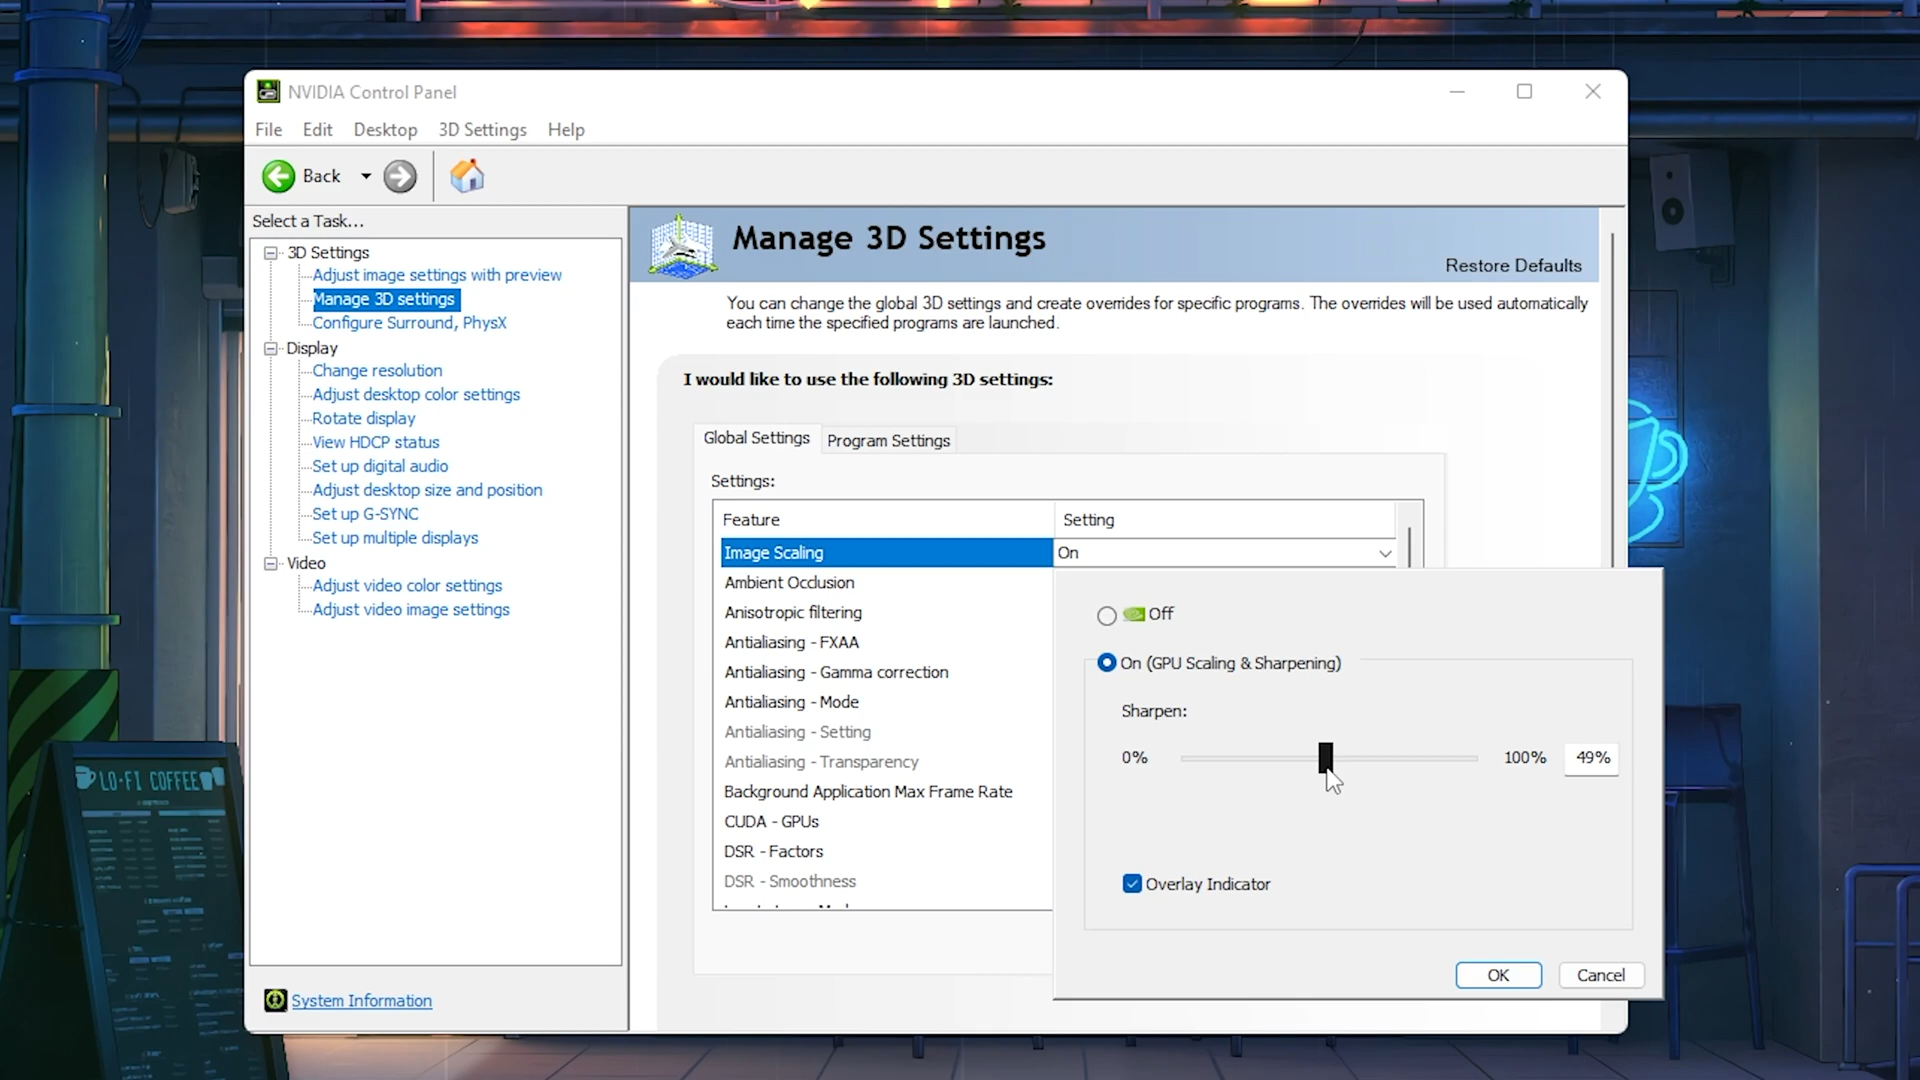 NVIDIA Control Panel
File Edit Desktop 3D Settings Help
Back
Select a Task...
3D Settings
Adjust image settings with preview
Manage 3D settings
Configure Surround, PhysX
Display
Change resolution
Adjust desktop color settings
Rotate display
View HDCP status
Set up digital audio
Adjust desktop size and position
Set up G-SYNC
Set up multiple displays
Video
Adjust video color settings
Adjust video image settings
System Information
Manage 3D Settings
Restore Defaults
You can change the global 3D settings and create overrides for specific programs. The overrides will be used automatically
each time the specified programs are launched.
I would like to use the following 3D settings:
Global Settings Program Settings
Settings:
Feature Setting
Image Scaling On
Ambient Occlusion
Anisotropic filtering
Antialiasing - FXAA
Antialiasing - Gamma correction
Antialiasing - Mode
Antialiasing - Setting
Antialiasing - Transparency
Background Application Max Frame Rate
CUDA - GPUs
DSR - Factors
DSR - Smoothness
Off
On (GPU Scaling & Sharpening)
Sharpen:
0% 100% 49%
Overlay Indicator
OK Cancel
LO-FI COFFEE